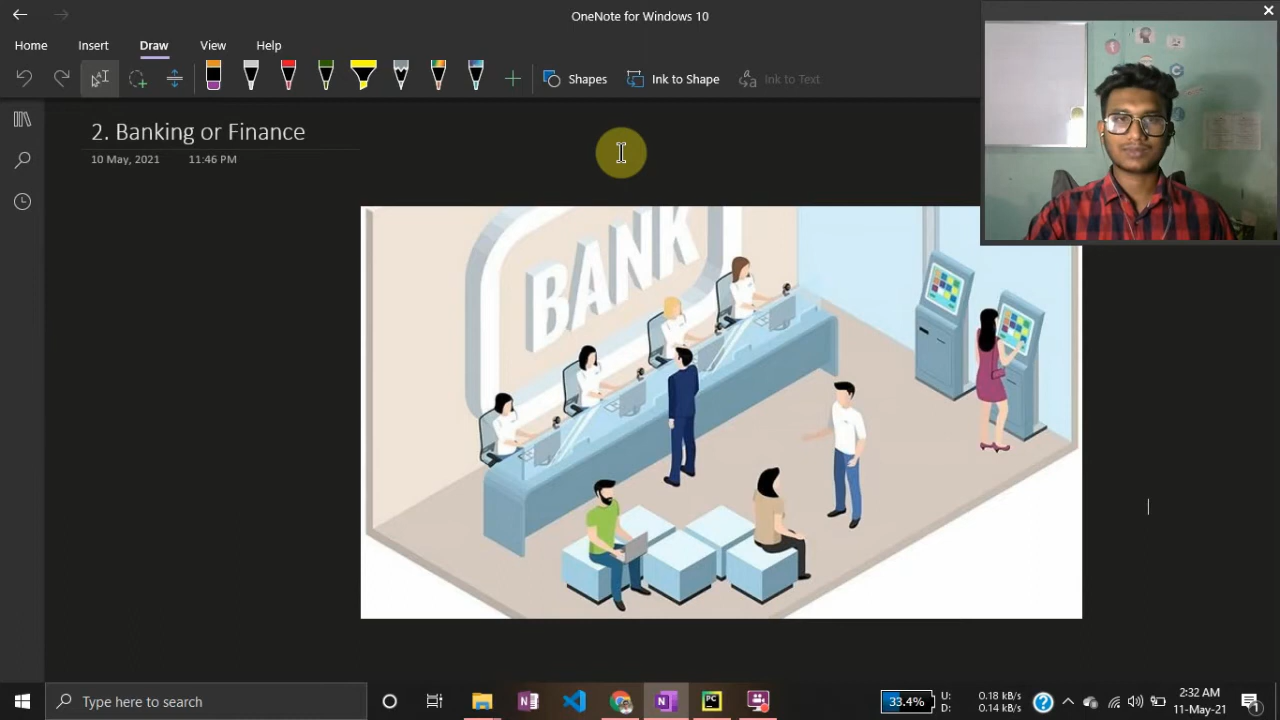 OneNote for Windows 10
Home Insert Draw View Help
Shapes Ink to Shape Ink to Text
2. Banking or Finance
10 May, 2021 11:46 PM
BANK
Type here to search
33.4%
U: 0.18 kB/s
D: 0.14 kB/s
2:32 AM
11-May-21